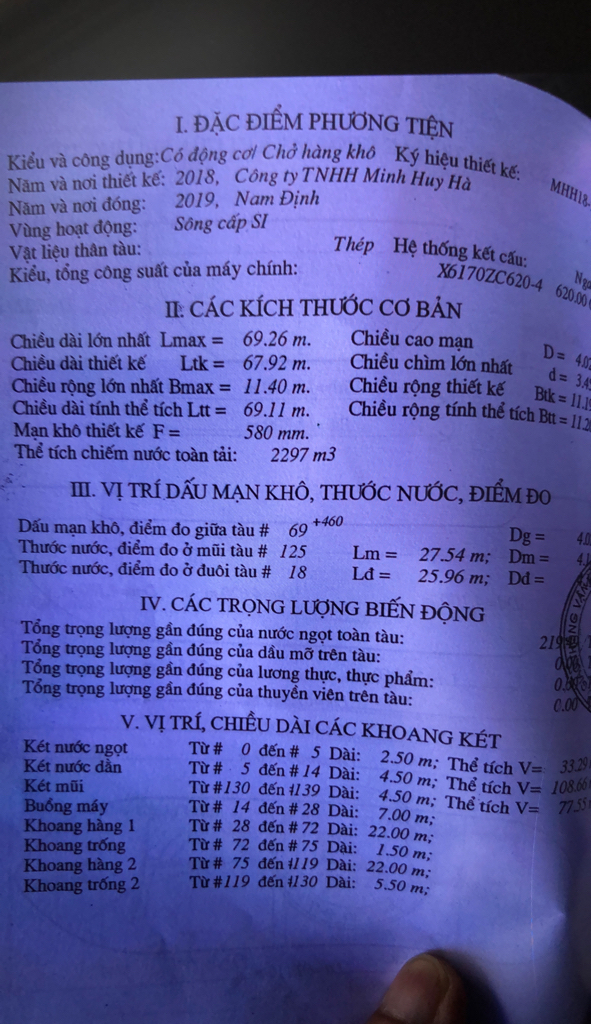 I. ĐẶC ĐIỂM PHƯƠNG TIỆN
Kiểu và công dụng: Có động cơ/ Chở hàng khô Ký hiệu thiết kế: MHH18-
Năm và nơi thiết kế: 2018, Công ty TNHH Minh Huy Hà
Năm và nơi đóng: 2019, Nam Định
Vùng hoạt động: Sông cấp SI
Vật liệu thân tàu: Thép Hệ thống kết cấu:
Kiểu, tổng công suất của máy chính: X6170ZC620-4 620.00
II. CÁC KÍCH THƯỚC CƠ BẢN
Chiều dài lớn nhất Lmax = 69.26 m. Chiều cao mạn D =
Chiều dài thiết kế Ltk = 67.92 m. Chiều chìm lớn nhất d =
Chiều rộng lớn nhất Bmax = 11.40 m. Chiều rộng thiết kế Btk =
Chiều dài tính thể tích Ltt = 69.11 m. Chiều rộng tính thể tích Btt =
Mạn khô thiết kế F = 580 mm.
Thể tích chiếm nước toàn tải: 2297 m3
III. VỊ TRÍ DẤU MẠN KHÔ, THƯỚC NƯỚC, ĐIỂM ĐO
Dấu mạn khô, điểm đo giữa tàu # 69 +460 Dg =
Thước nước, điểm đo ở mũi tàu # 125 Lm = 27.54 m; Dm =
Thước nước, điểm đo ở đuôi tàu # 18 Lđ = 25.96 m; Dd =
IV. CÁC TRỌNG LƯỢNG BIẾN ĐỘNG
Tổng trọng lượng gần đúng của nước ngọt toàn tàu:
Tổng trọng lượng gần đúng của dầu mỡ trên tàu:
Tổng trọng lượng gần đúng của lương thực, thực phẩm:
Tổng trọng lượng gần đúng của thuyền viên trên tàu: 0.00
V. VỊ TRÍ, CHIỀU DÀI CÁC KHOANG KÉT
Két nước ngọt Từ # 0 đến # 5 Dài: 2.50 m; Thể tích V= 33.29
Két nước dằn Từ # 5 đến # 14 Dài: 4.50 m; Thể tích V= 108.66
Két mũi Từ #130 đến #139 Dài: 4.50 m; Thể tích V= 77.55
Buồng máy Từ # 14 đến # 28 Dài: 7.00 m;
Khoang hàng 1 Từ # 28 đến # 72 Dài: 22.00 m;
Khoang trống Từ # 72 đến # 75 Dài: 1.50 m;
Khoang hàng 2 Từ # 75 đến #119 Dài: 22.00 m;
Khoang trống 2 Từ #119 đến #130 Dài: 5.50 m;